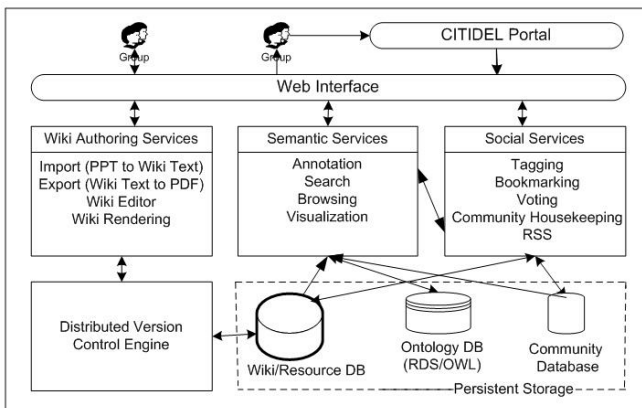 Group
Group
CITIDEL Portal
Web Interface
Wiki Authoring Services
Import (PPT to Wiki Text)
Export (Wiki Text to PDF)
Wiki Editor
Wiki Rendering
Semantic Services
Annotation
Search
Browsing
Visualization
Social Services
Tagging
Bookmarking
Voting
Community Housekeeping
RSS
Distributed Version
Control Engine
Wiki/Resource DB
Ontology DB
(RDS/OWL)
Community
Database
Persistent Storage